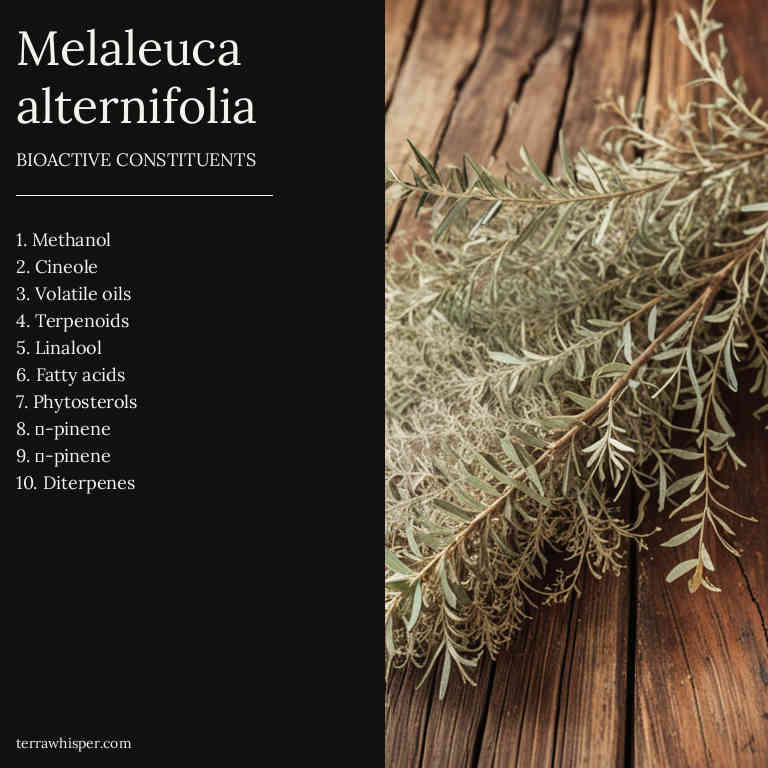 Melaleuca
alternifolia
BIOACTIVE CONSTITUENTS
1. Methanol
2. Cineole
3. Volatile oils
4. Terpenoids
5. Linalool
6. Fatty acids
7. Phytosterols
8. □-pinene
9. □-pinene
10. Diterpenes
terrawhisper.com